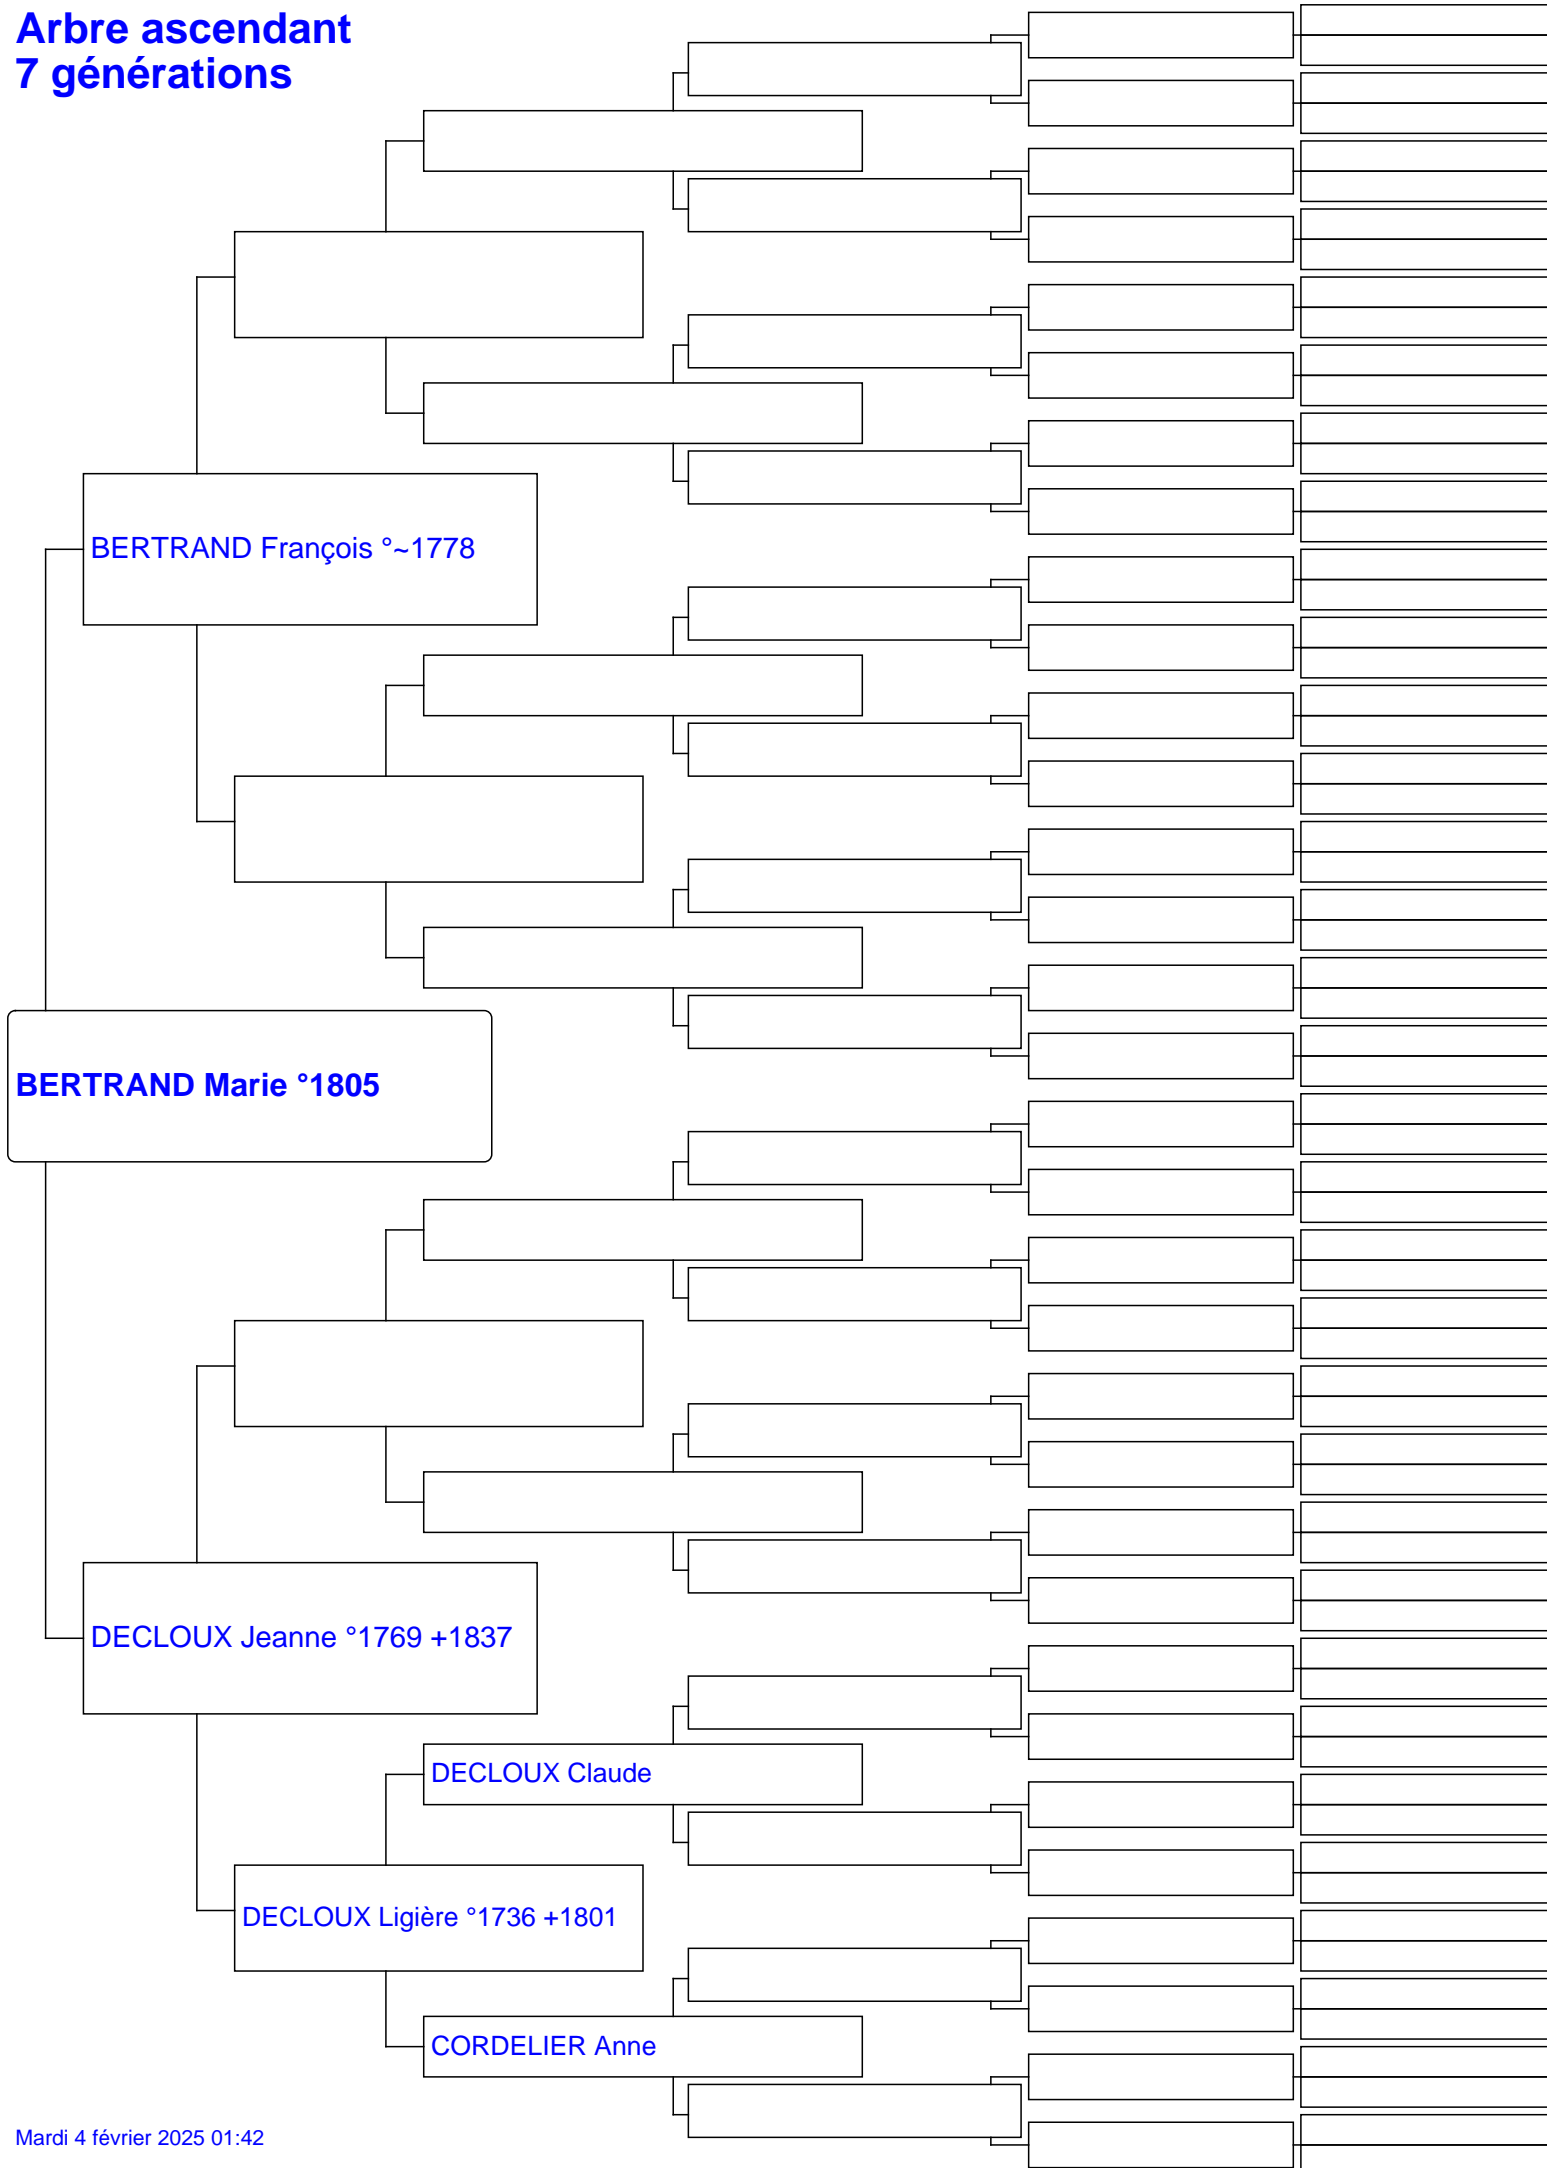 Arbre ascendant
7 générations
BERTRAND François °~1778
BERTRAND Marie °1805
DECLOUX Jeanne °1769 +1837
DECLOUX Claude
DECLOUX Ligière °1736 +1801
CORDELIER Anne
Mardi 4 février 2025 01:42